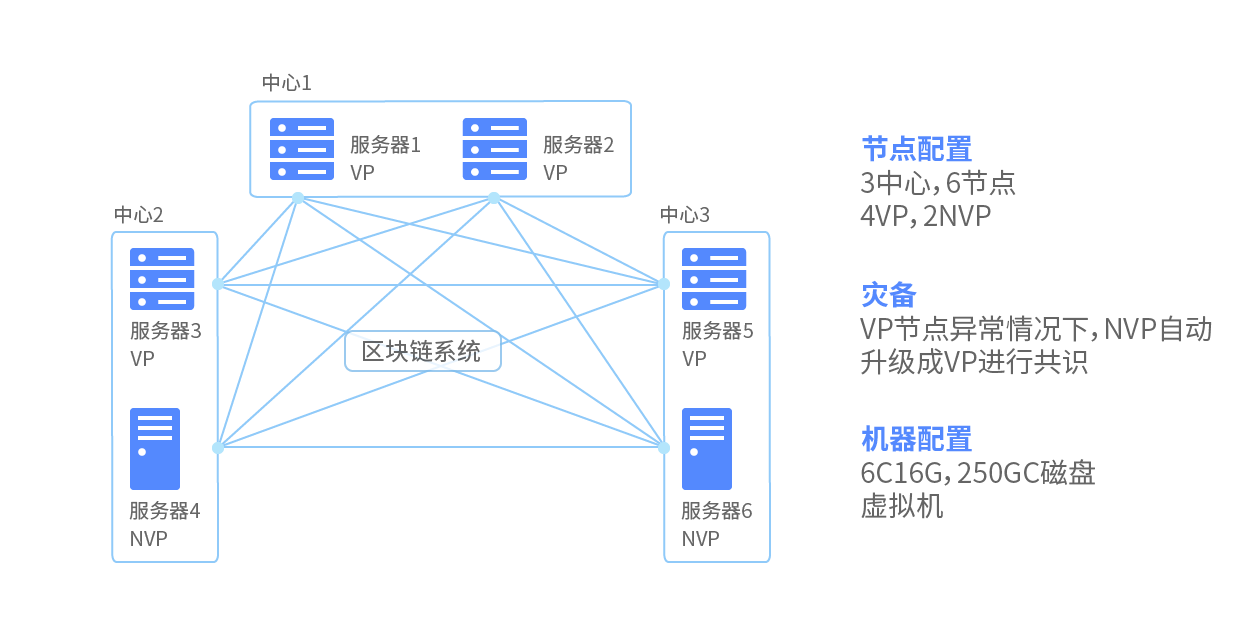 中心1
服务器1
VP
服务器2
VP
中心2
服务器3
VP
服务器4
NVP
区块链系统
中心3
服务器5
VP
服务器6
NVP
节点配置
3中心，6节点
4VP，2NVP
灾备
VP节点异常情况下，NVP自动
升级成VP进行共识
机器配置
6C16G，250GC磁盘
虚拟机